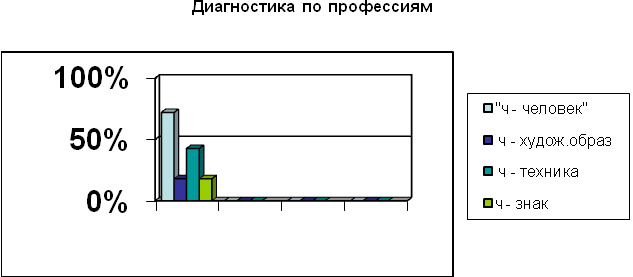 Диагностика по профессиям
100%
50%
0%
"ч - человек"
ч - худож.образ
ч - техника
ч - знак